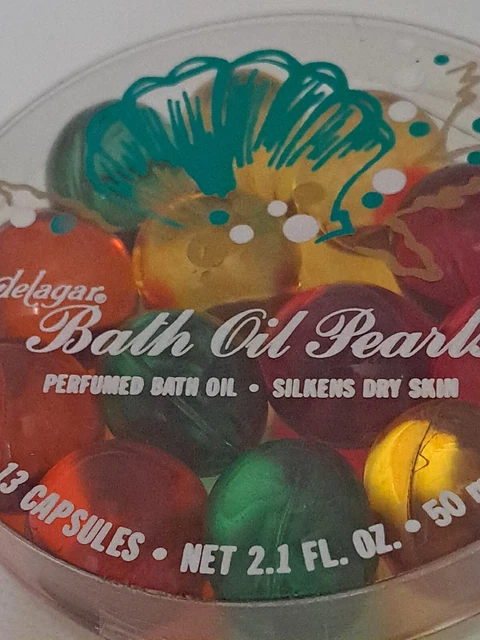 delagar®
Bath Oil Pearls
PERFUMED BATH OIL • SILKENS DRY SKIN
13 CAPSULES • NET 2.1 FL. OZ. • 50 m